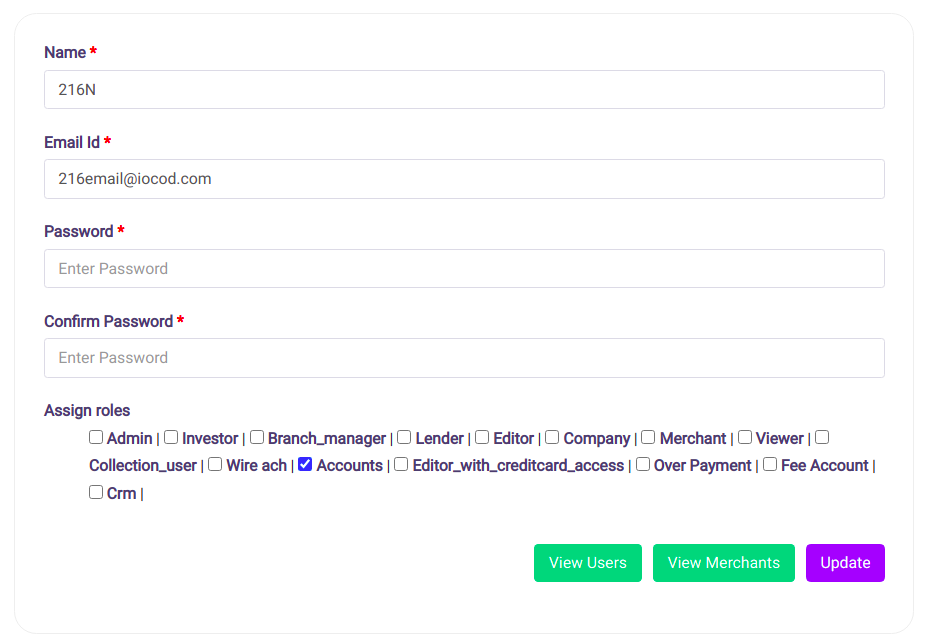 Name *
216N
Email Id *
216email@iocod.com
Password *
Enter Password
Confirm Password *
Enter Password
Assign roles
Admin | Investor | Branch_manager | Lender | Editor | Company | Merchant | Viewer |
Collection_user | Wire ach | Accounts | Editor_with_creditcard_access | Over Payment | Fee Account |
Crm |
View Users View Merchants Update